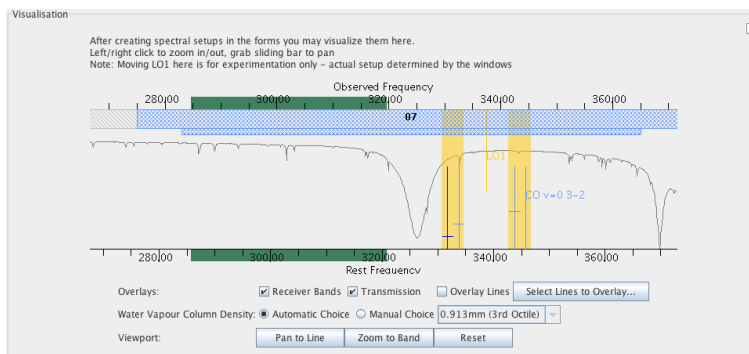 Visualisation
After creating spectral setups in the forms you may visualize them here.
Left/right click to zoom in/out, grab sliding bar to pan
Note: Moving LO1 here is for experimentation only - actual setup determined by the windows
Observed Frequency
280.00 300.00 320.00 340.00 360.00
07
LO1
CO v=0 3-2
280.00 300.00 320.00 340.00 360.00
Rest Frequency
Overlays: Receiver Bands Transmission Overlay Lines Select Lines to Overlay...
Water Vapour Column Density: Automatic Choice Manual Choice 0.913mm (3rd Octile)
Viewport: Pan to Line Zoom to Band Reset